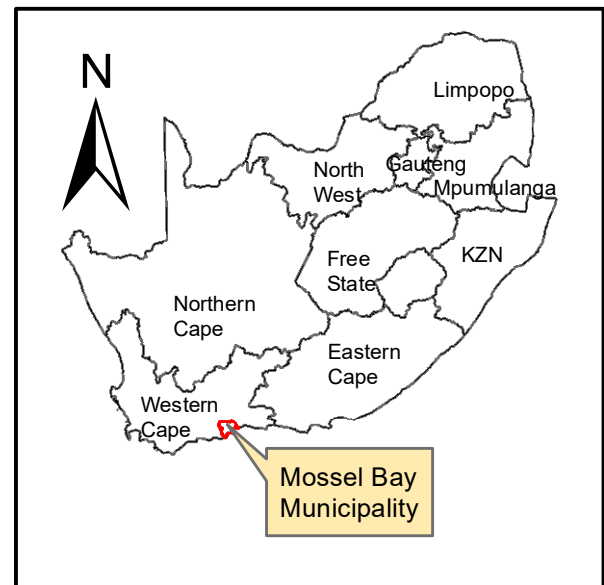 N
Limpopo
Gauteng
North
West
Mpumulanga
KZN
Free
State
Northern
Cape
Eastern
Cape
Western
Cape
Mossel Bay
Municipality